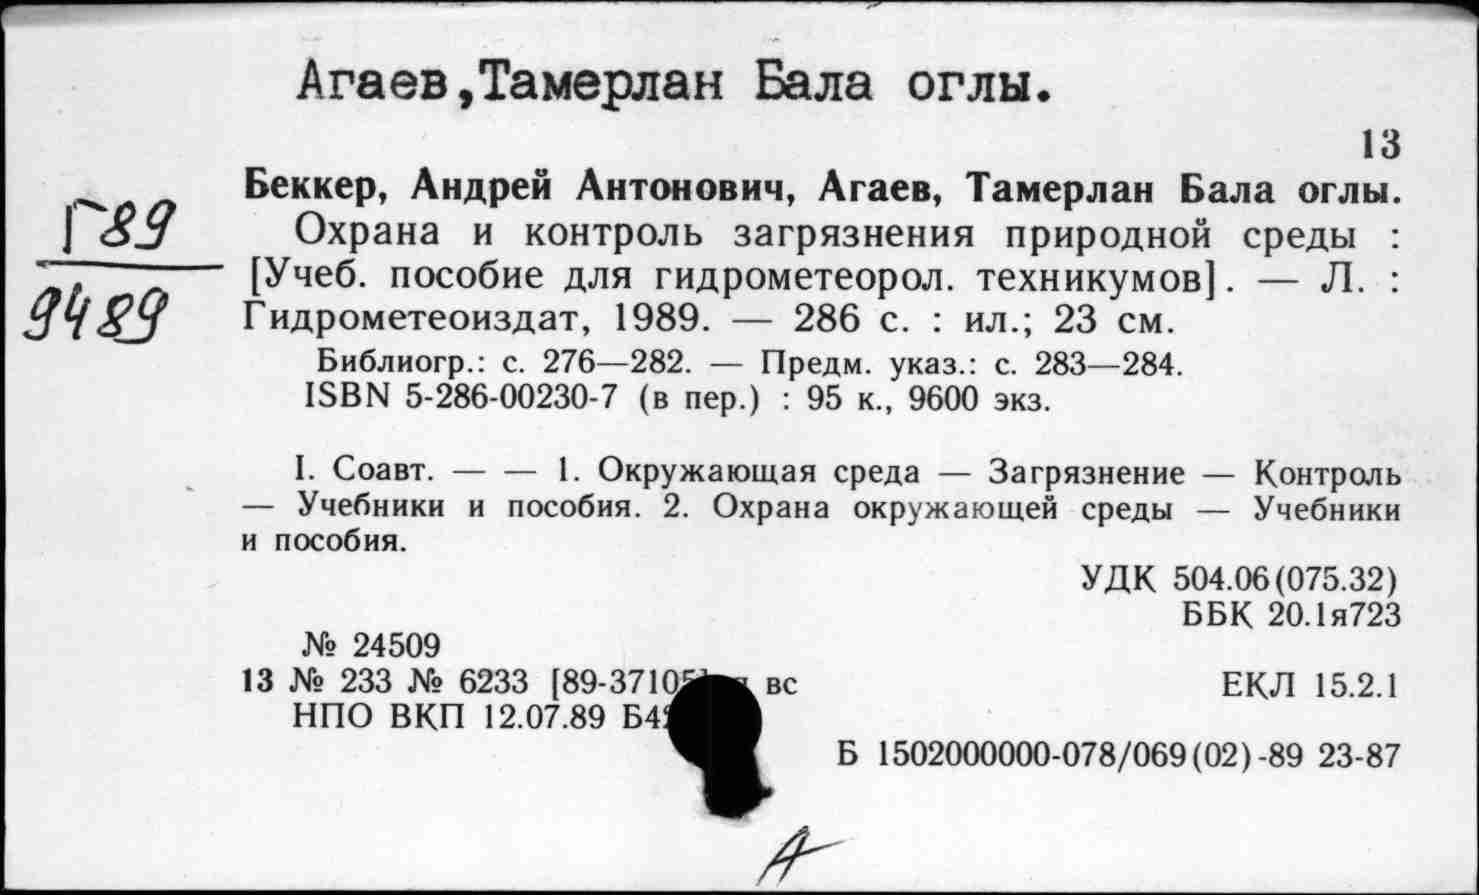 Агаев,Тамерлан Бала оглы.
13
Беккер, Андрей Антонович, Агаев, Тамерлан Бала оглы.
Г89
Охрана и контроль загрязнения природной среды :
[Учеб. пособие для гидрометеорол. техникумов]. — Л. :
9489
Гидрометеоиздат, 1989. — 286 с. : ил.; 23 см.
Библиогр.: с. 276—282. — Предм. указ.: с. 283—284.
ISBN 5-286-00230-7 (в пер.) : 95 к., 9600 экз.
I. Соавт. — — 1. Окружающая среда — Загрязнение — Контроль
— Учебники и пособия. 2. Охрана окружающей среды — Учебники
и пособия.
УДК 504.06(075.32)
ББК 20.1я723
№ 24509
13 № 233 № 6233 [89-37105] вс
ЕКЛ 15.2.1
НПО ВКП 12.07.89
Б 1502000000-078/069(02)-89 23-87
А